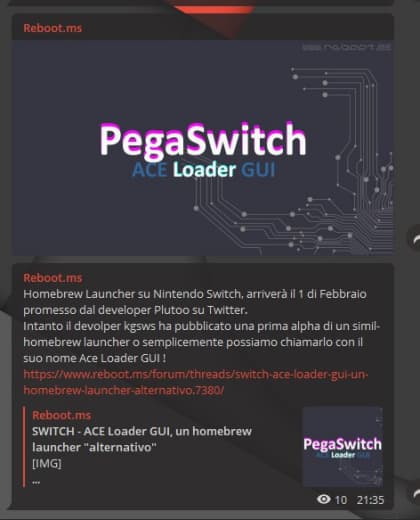 Reboot.ms
www.reboot.ms
PegaSwitch
ACE Loader GUI
Reboot.ms
Homebrew Launcher su Nintendo Switch, arriverà il 1 di Febbraio
promesso dal developer Plutoo su Twitter.
Intanto il devolper kgsws ha pubblicato una prima alpha di un simil-
homebrew launcher o semplicemente possiamo chiamarlo con il
suo nome Ace Loader GUI !
https://www.reboot.ms/forum/threads/switch-ace-loader-gui-un-
homebrew-launcher-alternativo.7380/
Reboot.ms
SWITCH - ACE Loader GUI, un homebrew
launcher "alternativo"
[IMG]
...
PegaSwitch
ACE Loader GUI
10 21:35